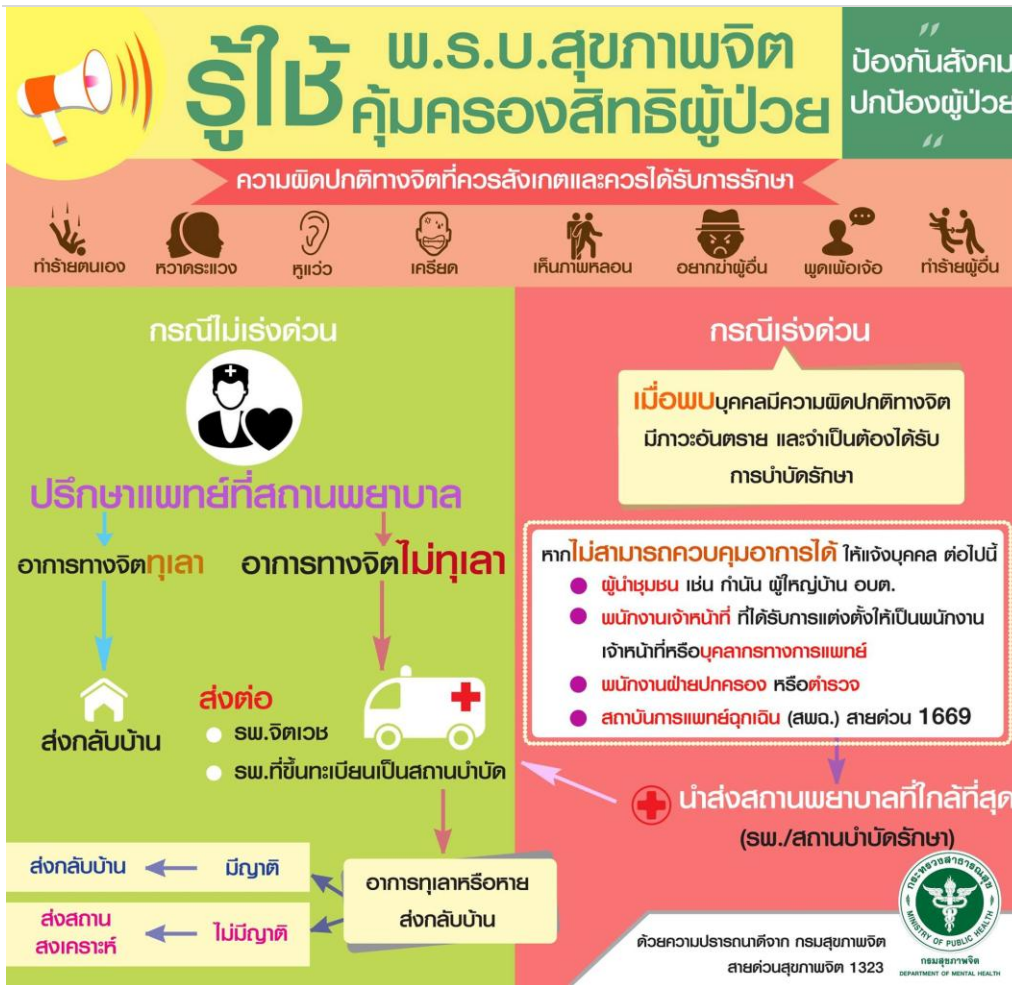 รู้ใช้
พ.ร.บ.สุขภาพจิต
คุ้มครองสิทธิผู้ป่วย
"
ป้องกันสังคม
ปกป้องผู้ป่วย
"
ความผิดปกติทางจิตที่ควรสังเกตและควรได้รับการรักษา
ทำร้ายตนเอง
หวาดระแวง
หูแว่ว
เครียด
เห็นภาพหลอน
อยากฆ่าผู้อื่น
พูดเพ้อเจ้อ
ทำร้ายผู้อื่น
กรณีไม่เร่งด่วน
ปรึกษาแพทย์ที่สถานพยาบาล
อาการทางจิตทุเลา
อาการทางจิตไม่ทุเลา
ส่งกลับบ้าน
ส่งต่อ
รพ.จิตเวช
รพ.ที่ขึ้นทะเบียนเป็นสถานบำบัด
อาการทุเลาหรือหาย
ส่งกลับบ้าน
มีญาติ
ส่งกลับบ้าน
ไม่มีญาติ
ส่งสถาน
สงเคราะห์
กรณีเร่งด่วน
เมื่อพบบุคคลมีความผิดปกติทางจิต
มีภาวะอันตราย และจำเป็นต้องได้รับ
การบำบัดรักษา
หากไม่สามารถควบคุมอาการได้ ให้แจ้งบุคคล ต่อไปนี้
ผู้นำชุมชน เช่น กำนัน ผู้ใหญ่บ้าน อบต.
พนักงานเจ้าหน้าที่ ที่ได้รับการแต่งตั้งให้เป็นพนักงาน
เจ้าหน้าที่หรือบุคลากรทางการแพทย์
พนักงานฝ่ายปกครอง หรือตำรวจ
สถาบันการแพทย์ฉุกเฉิน (สพฉ.) สายด่วน 1669
นำส่งสถานพยาบาลที่ใกล้ที่สุด
(รพ./สถานบำบัดรักษา)
ด้วยความปรารถนาดีจาก กรมสุขภาพจิต
สายด่วนสุขภาพจิต 1323
กระทรวงสาธารณสุข
MINISTRY OF PUBLIC HEALTH
กรมสุขภาพจิต
DEPARTMENT OF MENTAL HEALTH